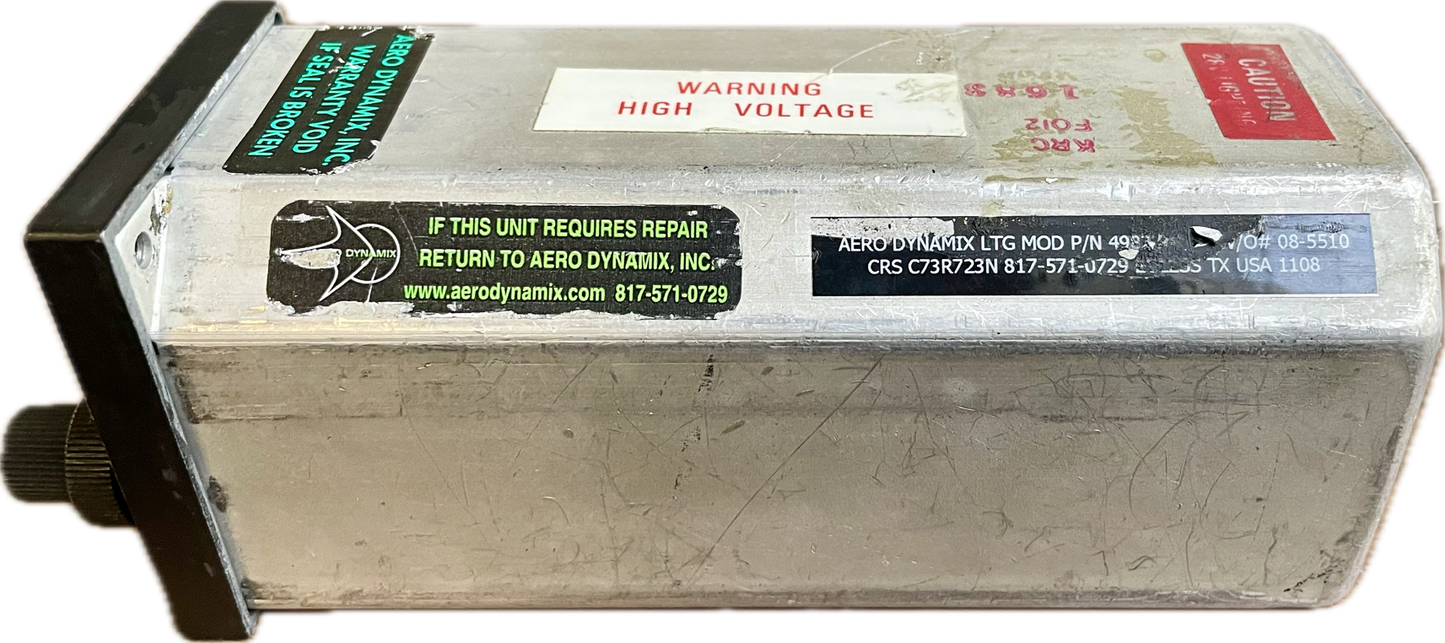 AERO DYNAMIX, INC.
WARRANTY VOID
IF SEAL IS BROKEN
WARNING
HIGH VOLTAGE
1633
FO12
KRC
CAUTION
DYNAMIX
IF THIS UNIT REQUIRES REPAIR
RETURN TO AERO DYNAMIX, INC.
www.aerodynamix.com 817-571-0729
AERO DYNAMIX LTG MOD P/N 08-5510
CRS C73R723N 817-571-0729 TX USA 1108